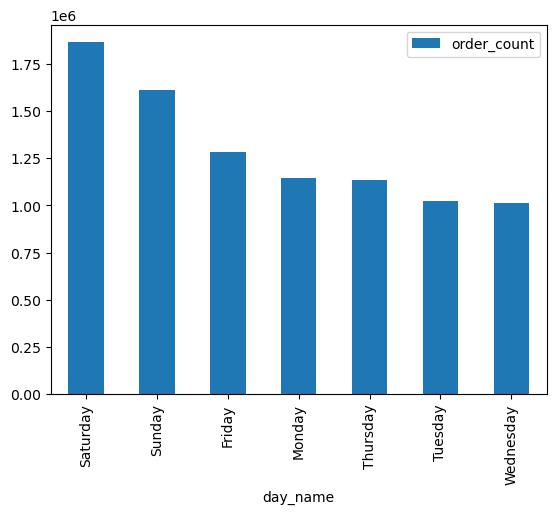 1e6
order_count
1.75
1.50
1.25
1.00
0.75
0.50
0.25
0.00
Saturday
Sunday
Friday
Monday
Thursday
Tuesday
Wednesday
day_name